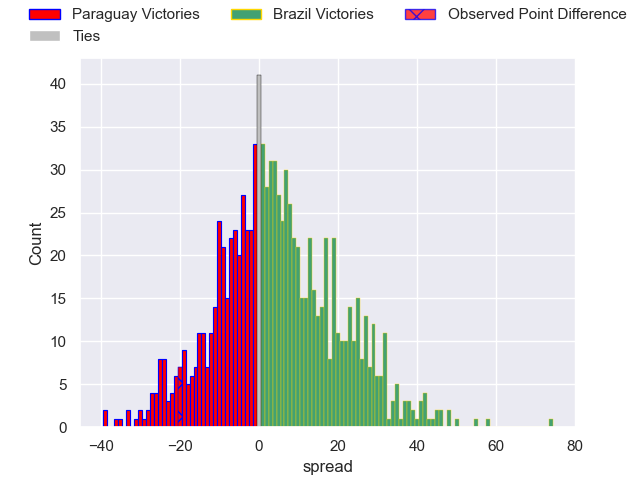 Paraguay Victories Brazil Victories Observed Point Difference
Ties
40
35
30
25
20
15
10
5
0
Count
−40 −20 0 20 40 60 80
spread